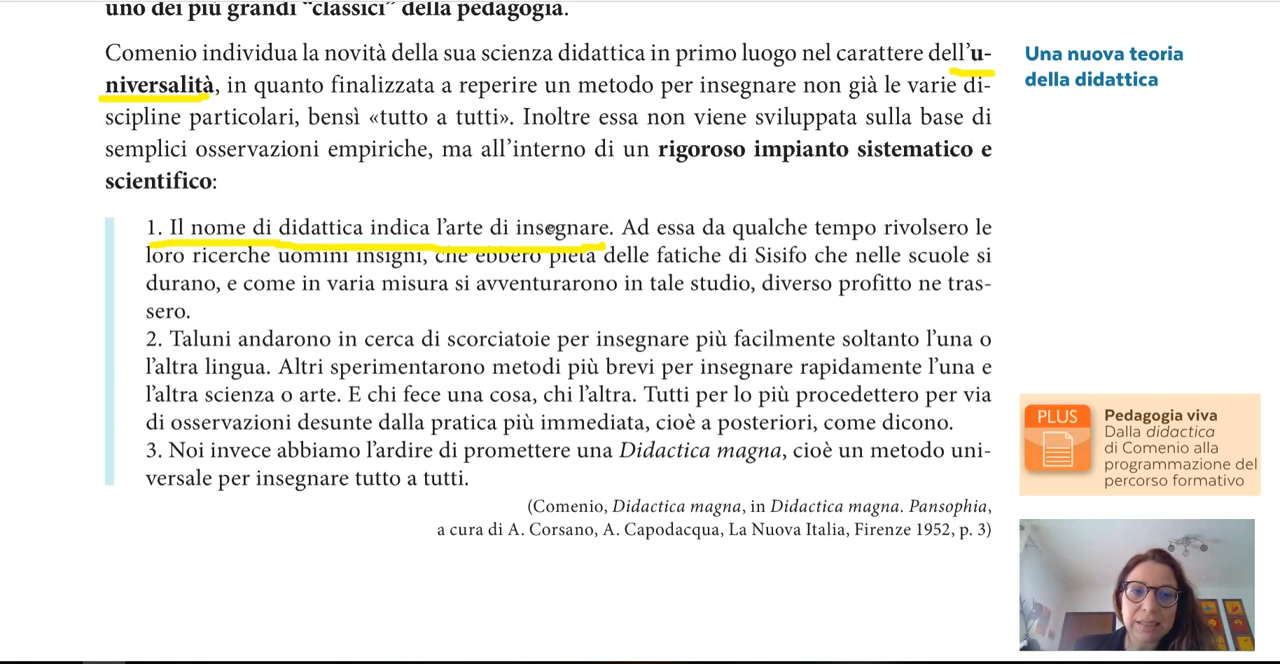 uno dei più grandi “classici” della pedagogia.
Comenio individua la novità della sua scienza didattica in primo luogo nel carattere dell’u-
niversalità, in quanto finalizzata a reperire un metodo per insegnare non già le varie di-
scipline particolari, bensì «tutto a tutti». Inoltre essa non viene sviluppata sulla base di
semplici osservazioni empiriche, ma all’interno di un rigoroso impianto sistematico e
scientifico:
1. Il nome di didattica indica l’arte di insegnare. Ad essa da qualche tempo rivolsero le
loro ricerche uomini insigni, che ebbero pietà delle fatiche di Sisifo che nelle scuole si
durano, e come in varia misura si avventurarono in tale studio, diverso profitto ne tras-
sero.
2. Taluni andarono in cerca di scorciatoie per insegnare più facilmente soltanto l’una o
l’altra lingua. Altri sperimentarono metodi più brevi per insegnare rapidamente l’una e
l’altra scienza o arte. E chi fece una cosa, chi l’altra. Tutti per lo più procedettero per via
di osservazioni desunte dalla pratica più immediata, cioè a posteriori, come dicono.
3. Noi invece abbiamo l’ardire di promettere una Didactica magna, cioè un metodo uni-
versale per insegnare tutto a tutti.
(Comenio, Didactica magna, in Didactica magna. Pansophia,
a cura di A. Corsano, A. Capodacqua, La Nuova Italia, Firenze 1952, p. 3)
Una nuova teoria
della didattica
PLUS
Pedagogia viva
Dalla didactica
di Comenio alla
programmazione del
percorso formativo